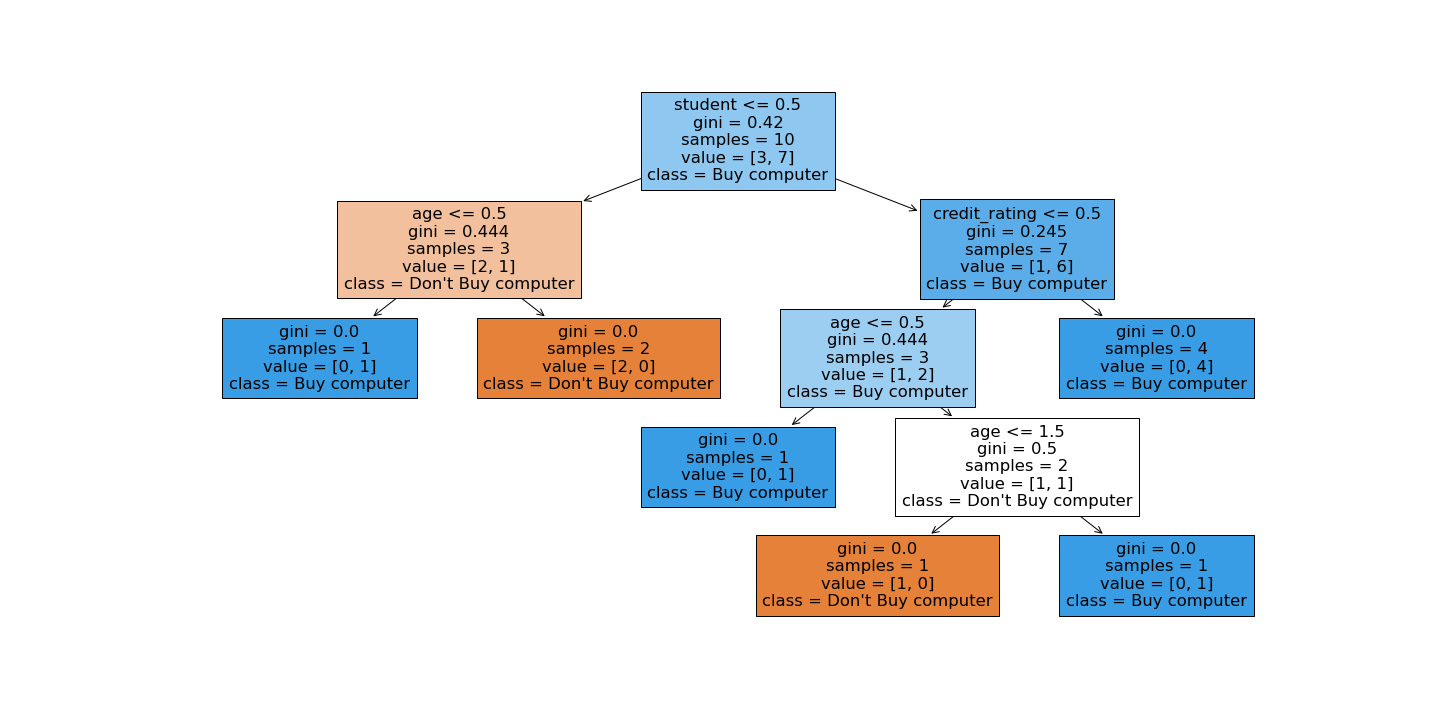 student <= 0.5
gini = 0.42
samples = 10
value = [3, 7]
class = Buy computer
age <= 0.5
gini = 0.444
samples = 3
value = [2, 1]
class = Don't Buy computer
credit_rating <= 0.5
gini = 0.245
samples = 7
value = [1, 6]
class = Buy computer
gini = 0.0
samples = 1
value = [0, 1]
class = Buy computer
gini = 0.0
samples = 2
value = [2, 0]
class = Don't Buy computer
age <= 0.5
gini = 0.444
samples = 3
value = [1, 2]
class = Buy computer
gini = 0.0
samples = 4
value = [0, 4]
class = Buy computer
gini = 0.0
samples = 1
value = [0, 1]
class = Buy computer
age <= 1.5
gini = 0.5
samples = 2
value = [1, 1]
class = Don't Buy computer
gini = 0.0
samples = 1
value = [1, 0]
class = Don't Buy computer
gini = 0.0
samples = 1
value = [0, 1]
class = Buy computer